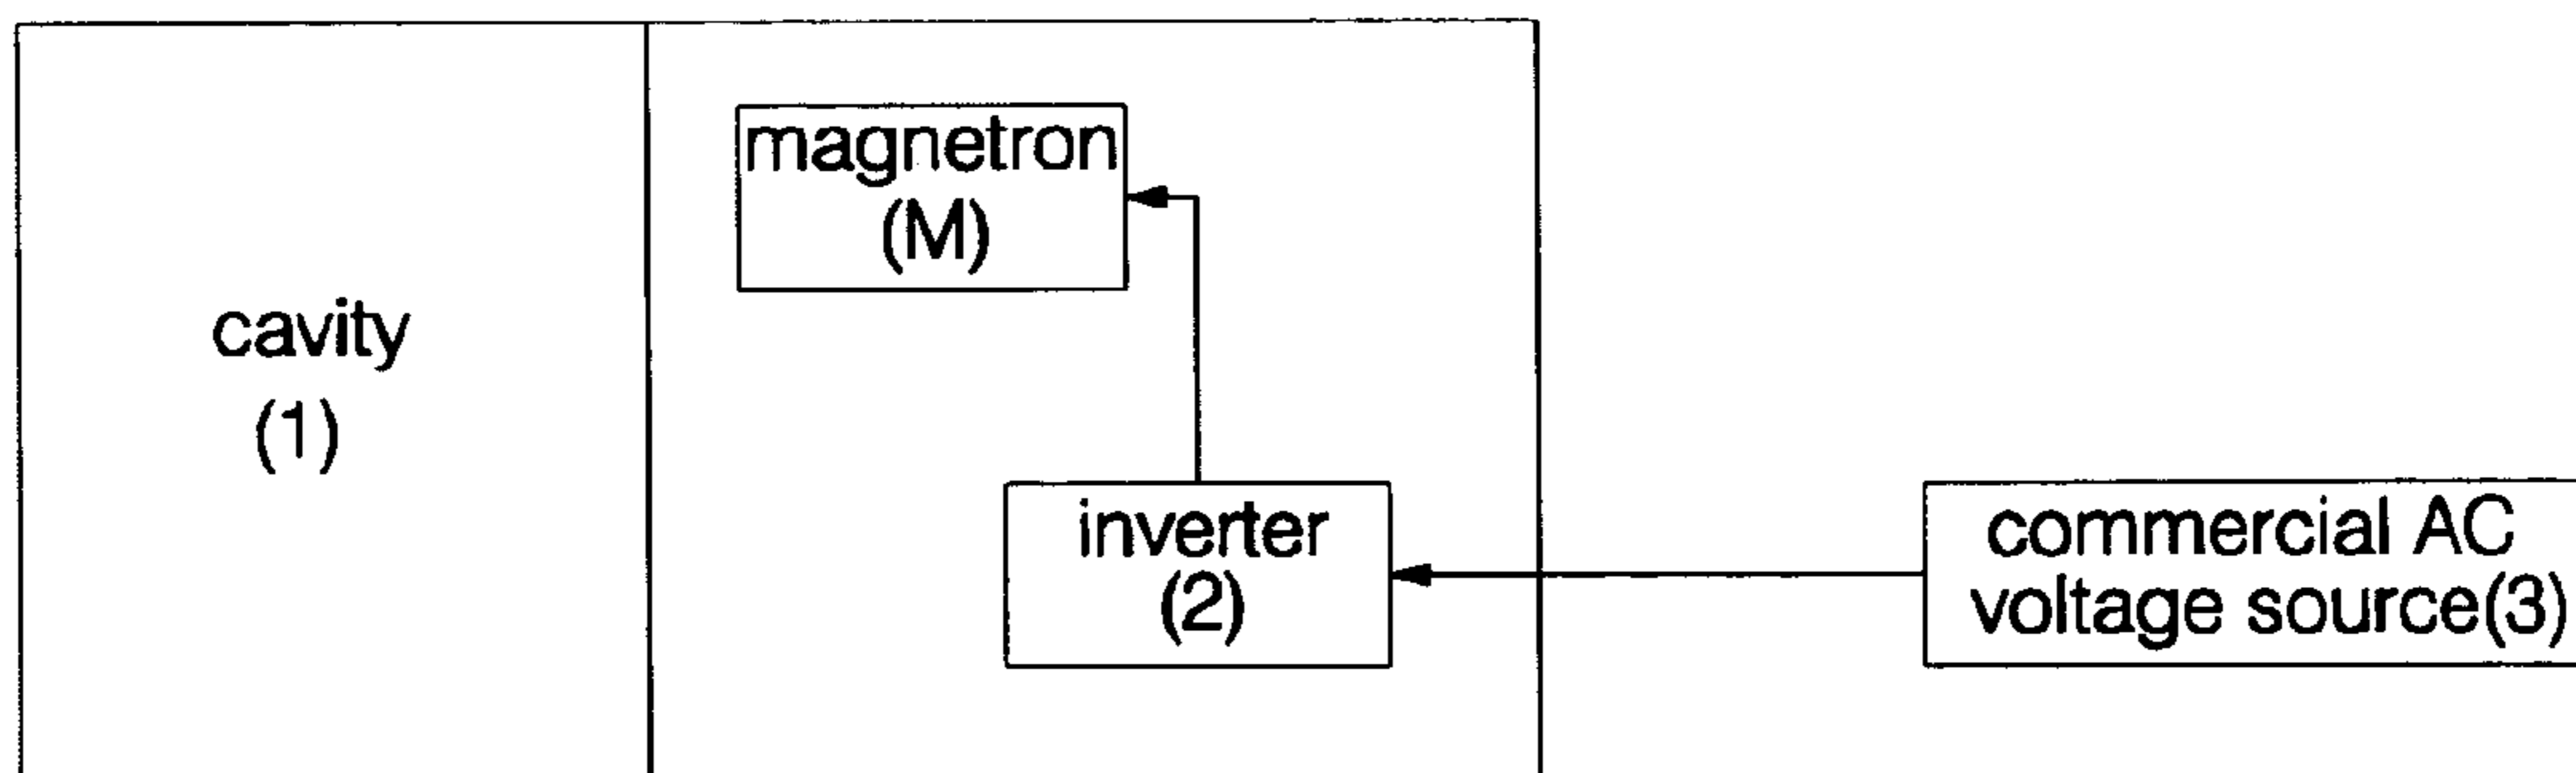 magnetron
(M)
cavity
(1)
inverter
(2)
commercial AC
voltage source(3)